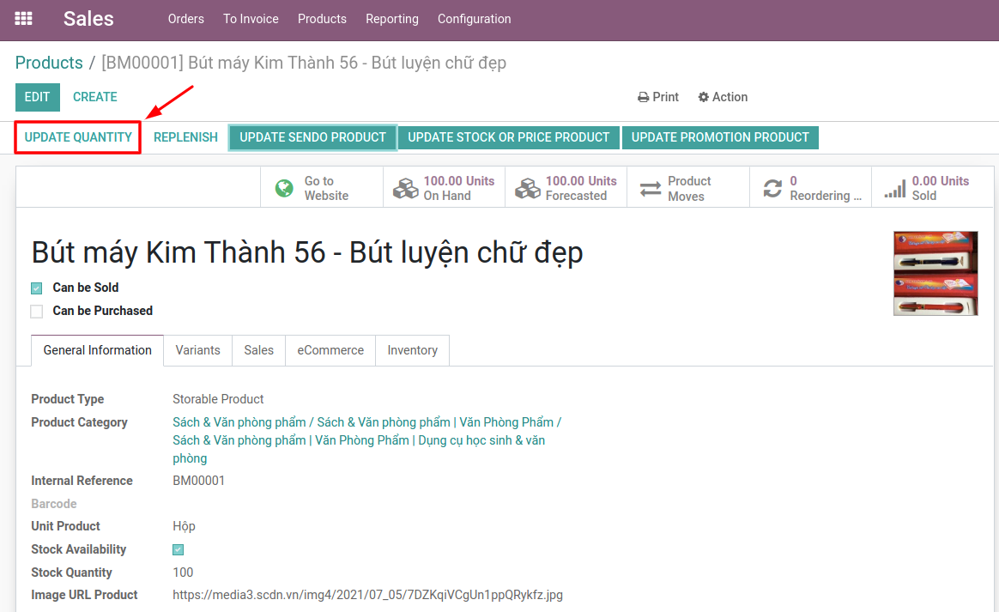 Sales Orders To Invoice Products Reporting Configuration
Products / [BM00001] Bút máy Kim Thành 56 - Bút luyện chữ đẹp
EDIT CREATE Print Action
UPDATE QUANTITY REPLENISH UPDATE SENDO PRODUCT UPDATE STOCK OR PRICE PRODUCT UPDATE PROMOTION PRODUCT
Go to Website
100.00 Units On Hand
100.00 Units Forecasted
Product Moves
0 Reordering ...
0.00 Units Sold
Bút máy Kim Thành 56 - Bút luyện chữ đẹp
Can be Sold
Can be Purchased
General Information Variants Sales eCommerce Inventory
Product Type Storable Product
Product Category Sách & Văn phòng phẩm / Sách & Văn phòng phẩm | Văn Phòng Phẩm /
Sách & Văn phòng phẩm | Văn Phòng Phẩm | Dụng cụ học sinh & văn
phòng
Internal Reference BM00001
Barcode
Unit Product Hộp
Stock Availability
Stock Quantity 100
Image URL Product https://media3.scdn.vn/img4/2021/07_05/7DZKqiVCgUn1ppQRykfz.jpg